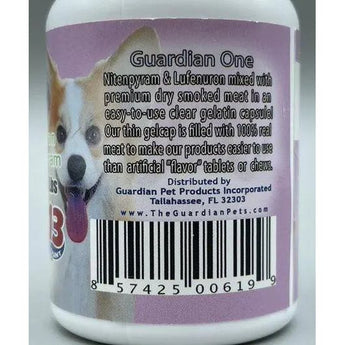 Guardian One
Nitenpyram & Lufenuron mixed with
premium dry smoked meat in an
easy-to-use clear gelatin capsule!
Our thin gelcap is filled with 100% real
meat to make our products easier to use
than artificial "flavor" tablets or chews.
Distributed by
Guardian Pet Products Incorporated
Tallahassee, FL 32303
www.TheGuardianPets.com
3
8 57425 00619 9